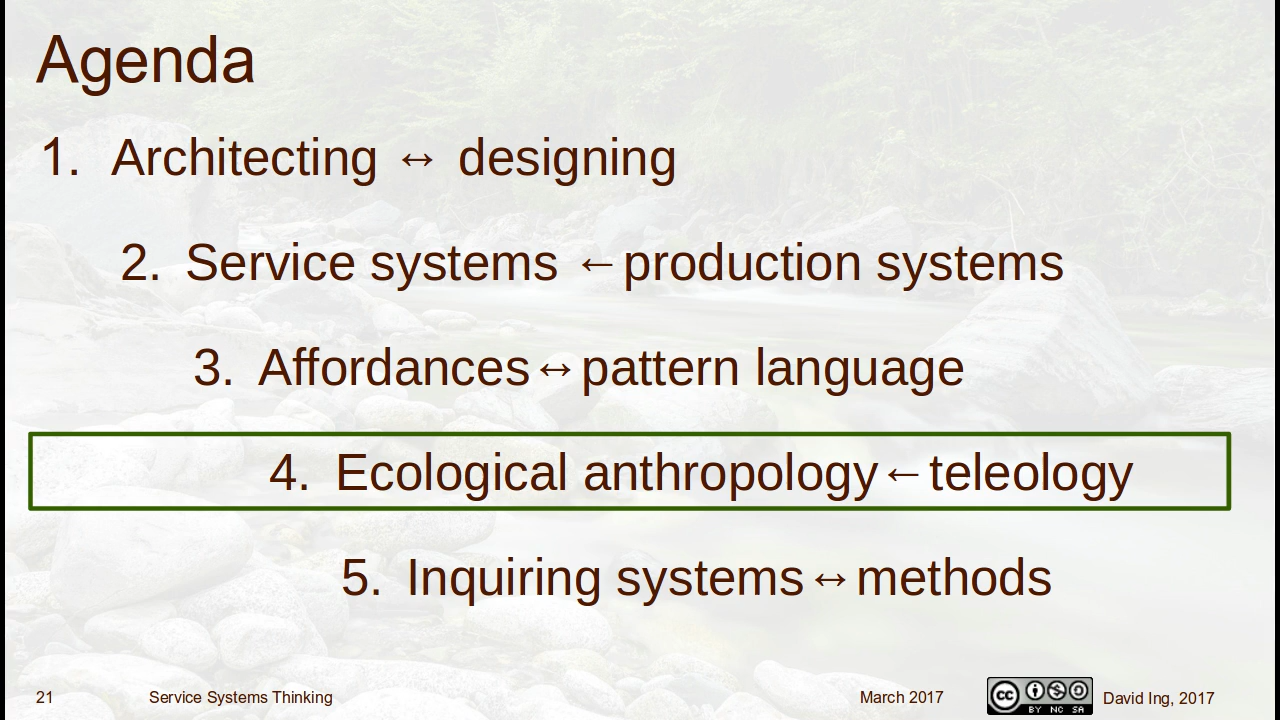 Agenda
1. Architecting ↔ designing
2. Service systems ←production systems
3. Affordances↔pattern language
4. Ecological anthropology←teleology
5. Inquiring systems↔methods
21 Service Systems Thinking March 2017 cc BY NC SA David Ing, 2017